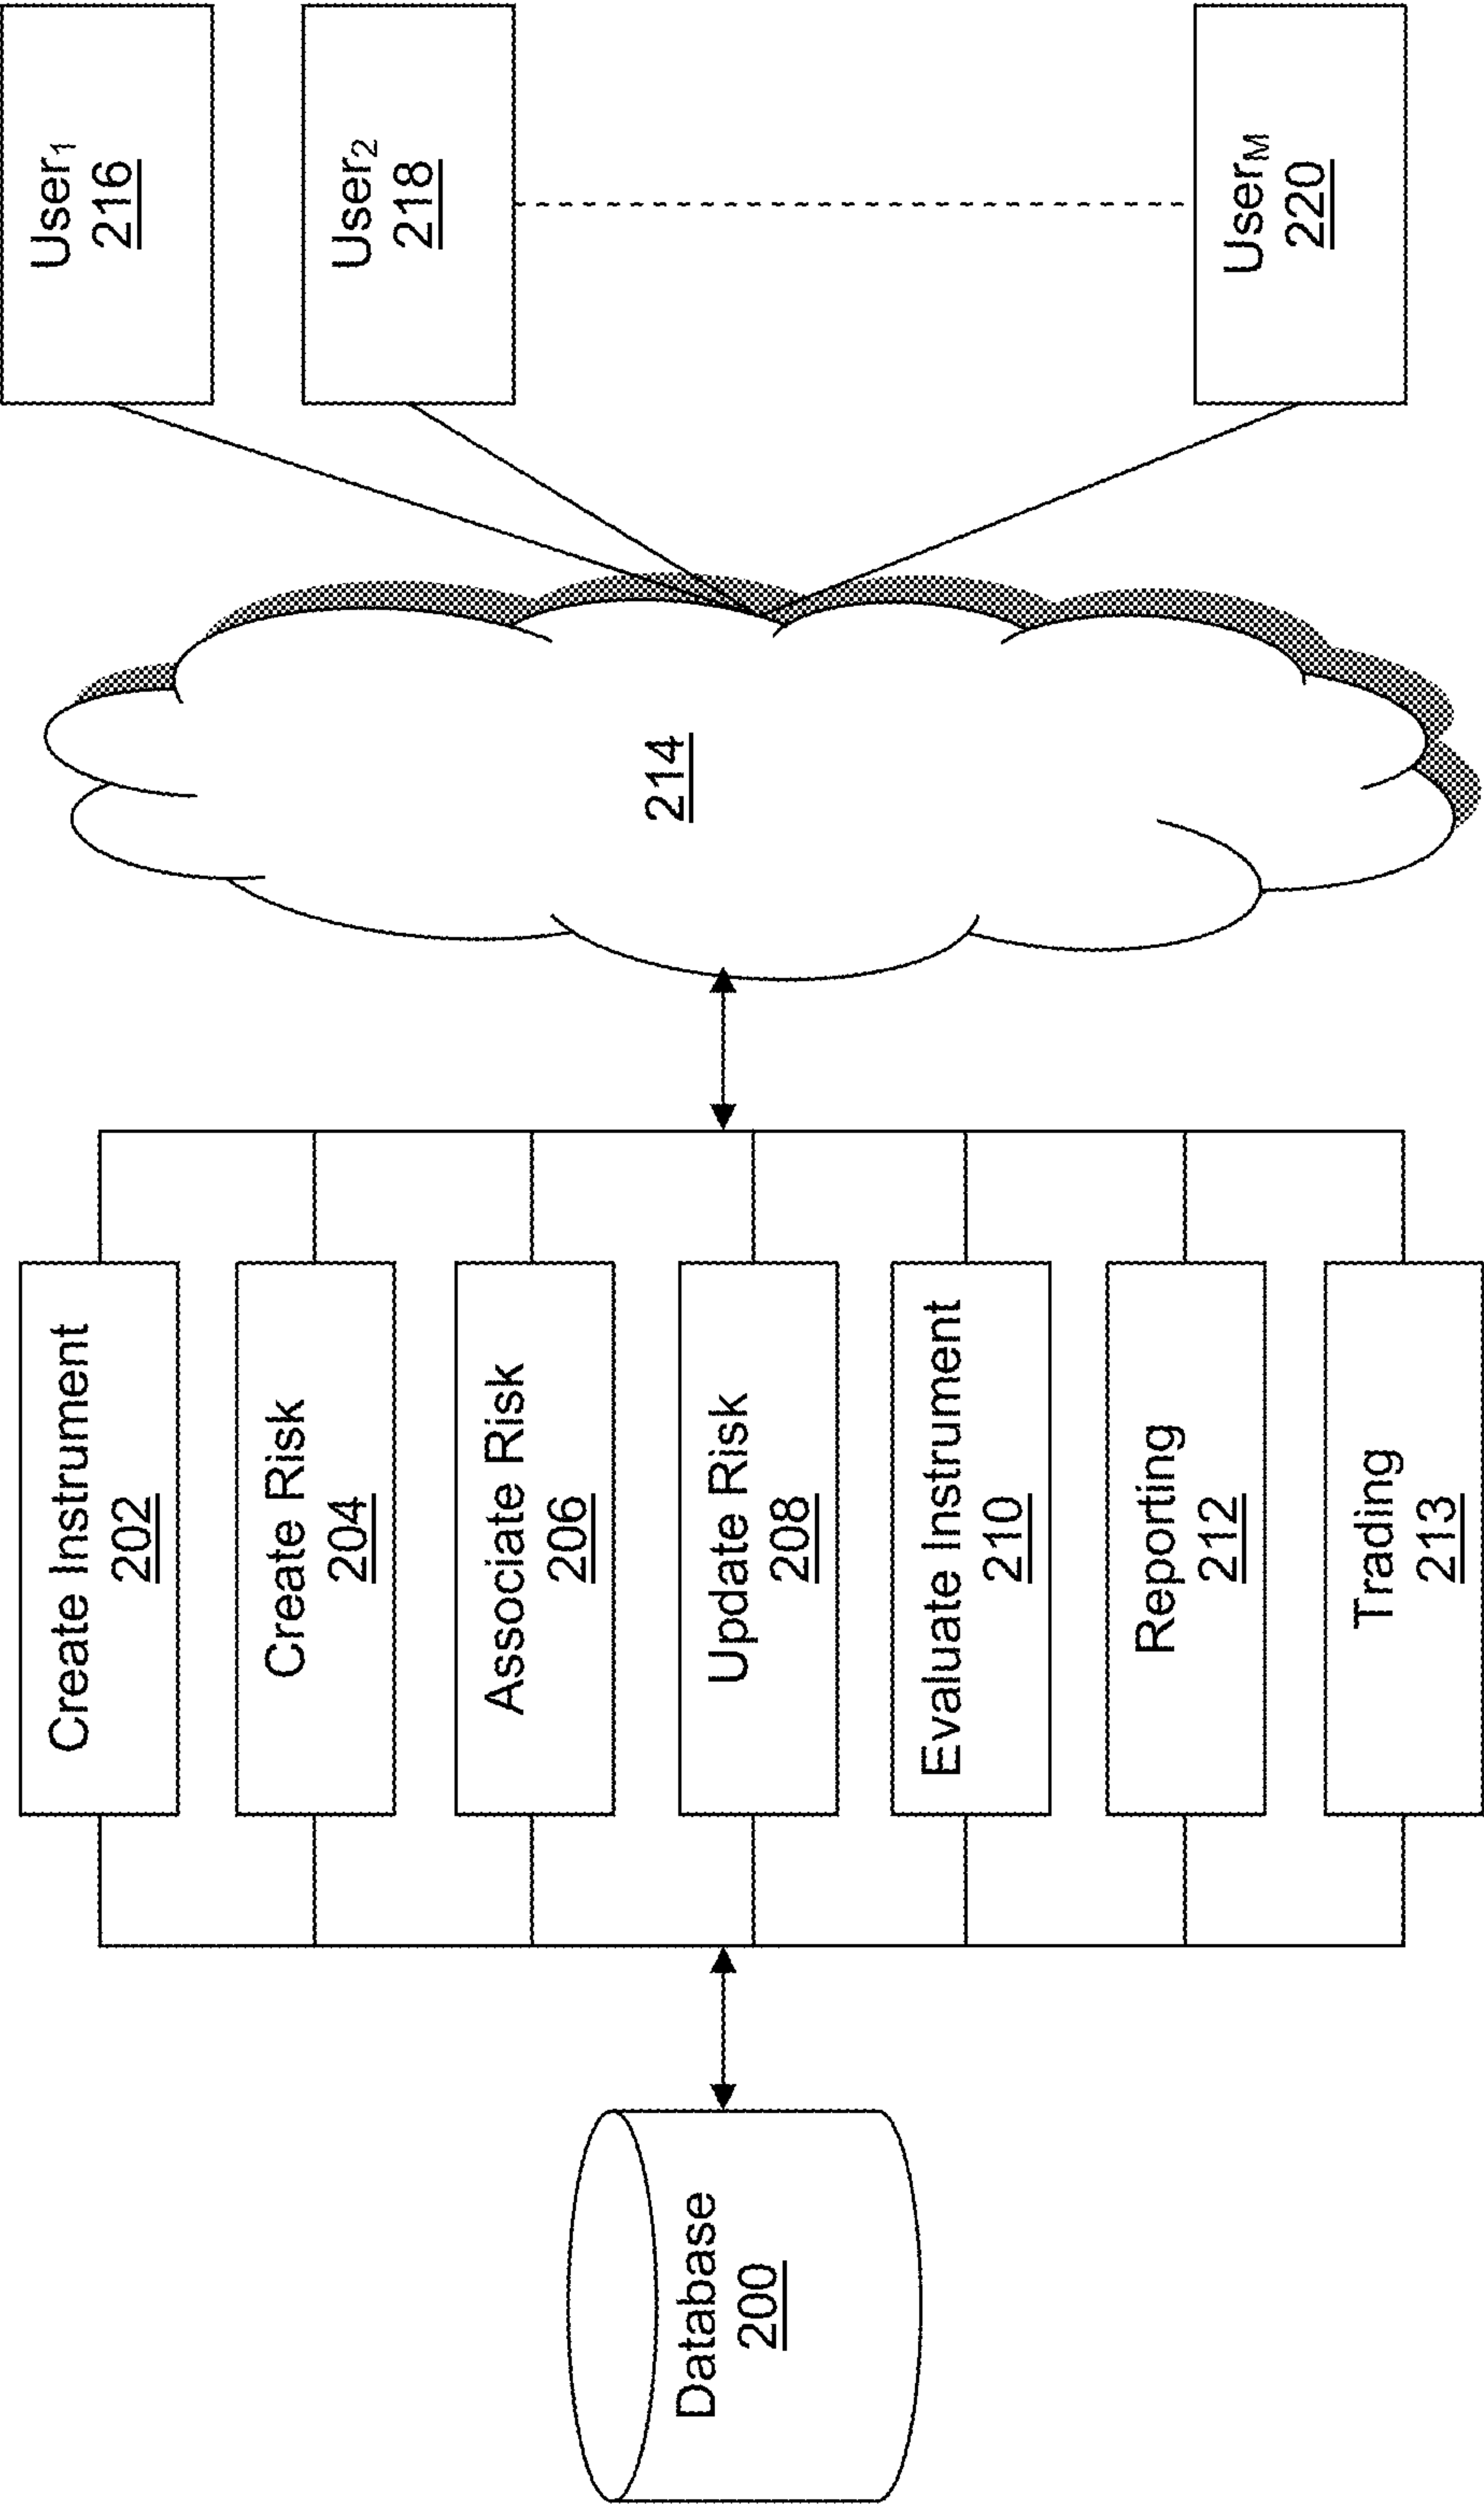 Database
200
Create Instrument
202
Create Risk
204
Associate Risk
206
Update Risk
208
Evaluate Instrument
210
Reporting
212
Trading
213
214
User1
216
User2
218
UserM
220